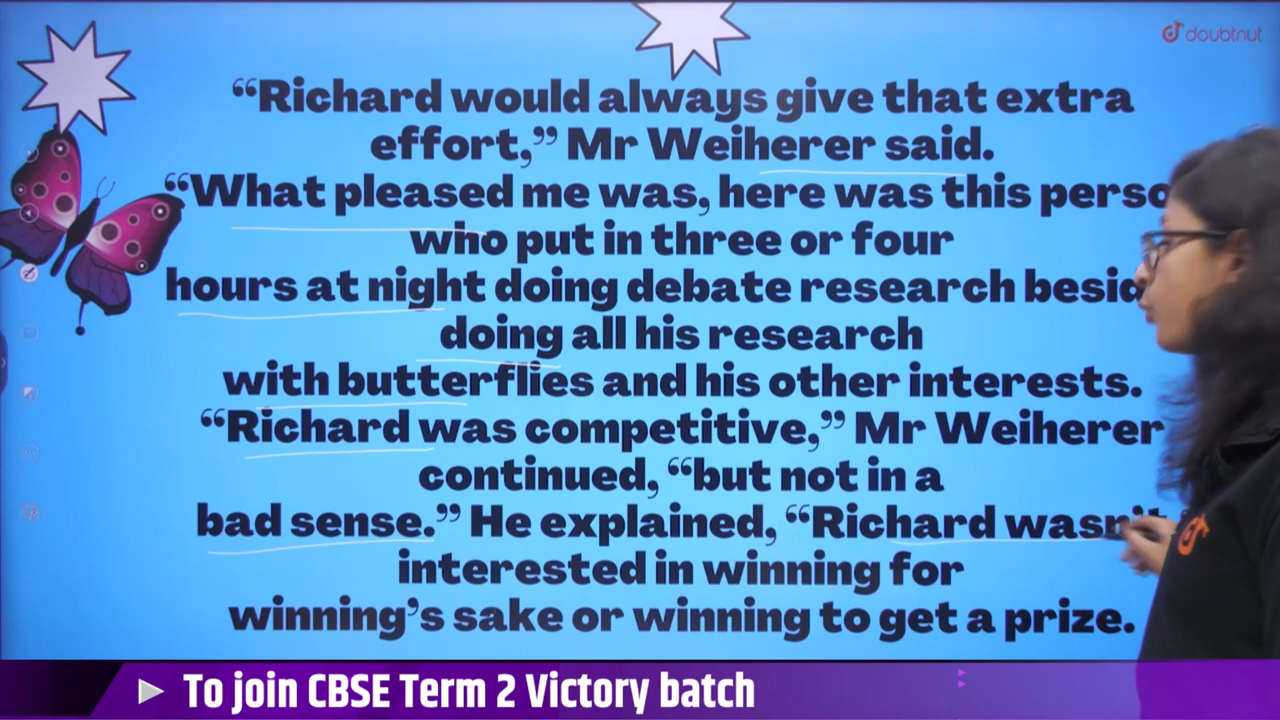 doubtnut
“Richard would always give that extra
effort,” Mr Weiherer said.
“What pleased me was, here was this perso
who put in three or four
hours at night doing debate research besid
doing all his research
with butterflies and his other interests.
“Richard was competitive,” Mr Weiherer
continued, “but not in a
bad sense.” He explained, “Richard wasn’t
interested in winning for
winning’s sake or winning to get a prize.
To join CBSE Term 2 Victory batch